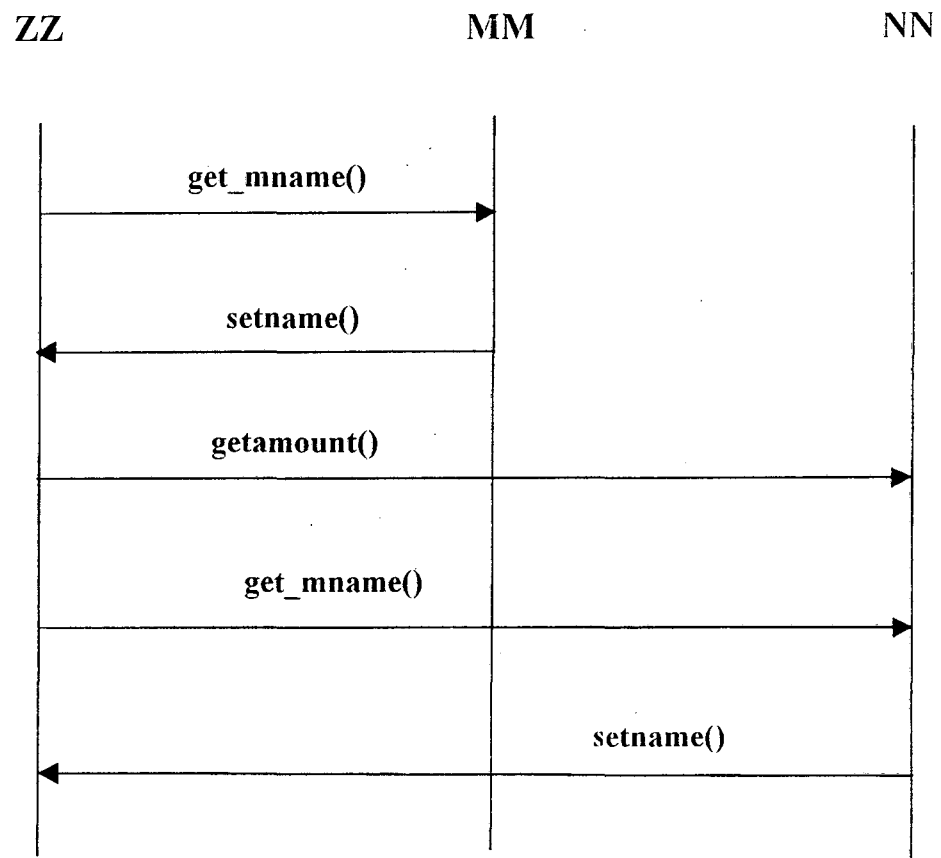 ZZ MM NN
get_mname()
setname()
getamount()
get_mname()
setname()